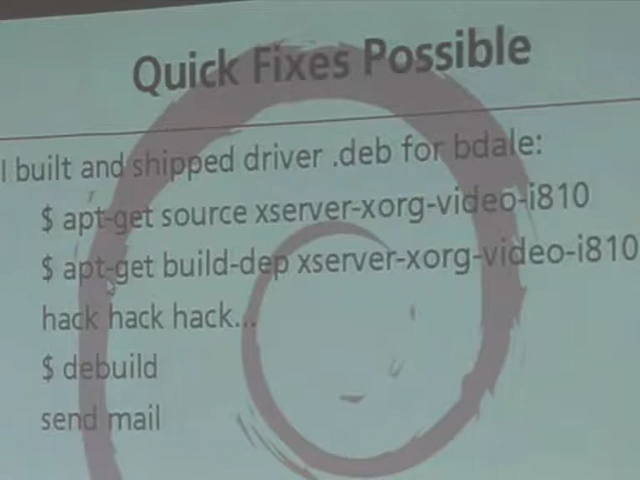 Quick Fixes Possible
I built and shipped driver .deb for bdale:
$ apt-get source xserver-xorg-video-i810
$ apt-get build-dep xserver-xorg-video-i810
hack hack hack...
$ debuild
send mail